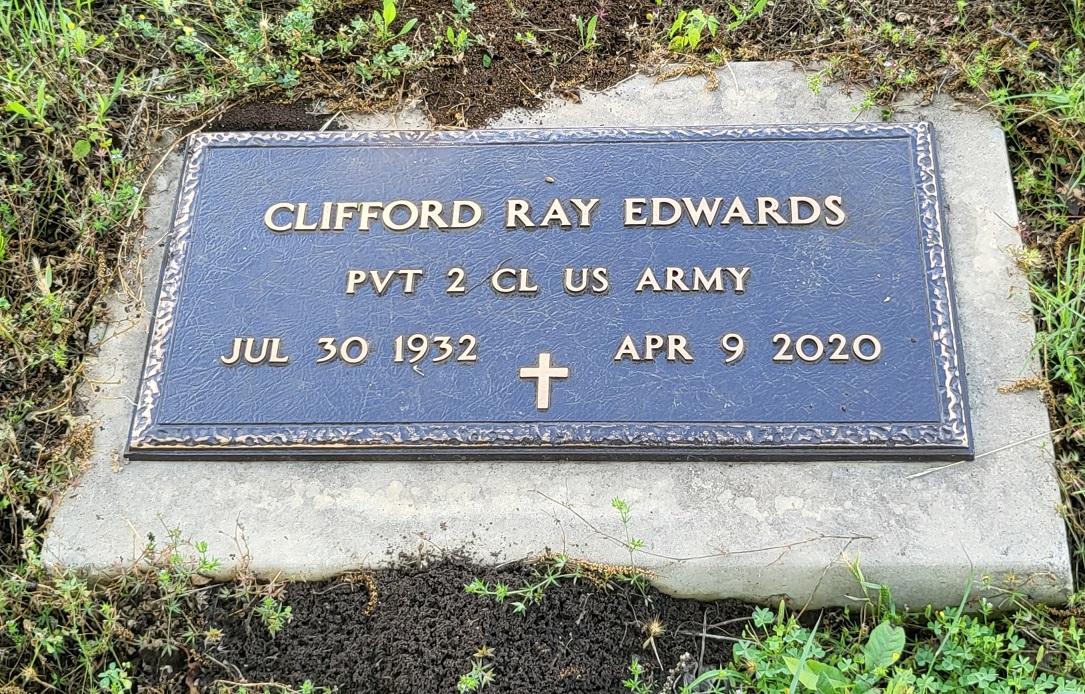 CLIFFORD RAY EDWARDS
PVT 2 CL US ARMY
JUL 30 1932 APR 9 2020